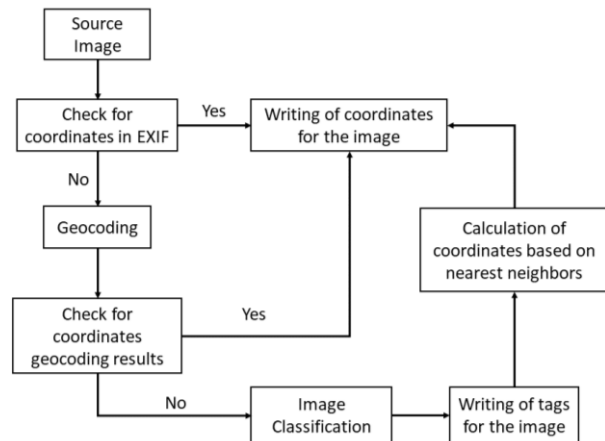 Source
Image
Check for
coordinates in EXIF
Yes
Writing of coordinates
for the image
No
Geocoding
Calculation of
coordinates based on
nearest neighbors
Check for
coordinates
geocoding results
Yes
No
Image
Classification
Writing of tags
for the image